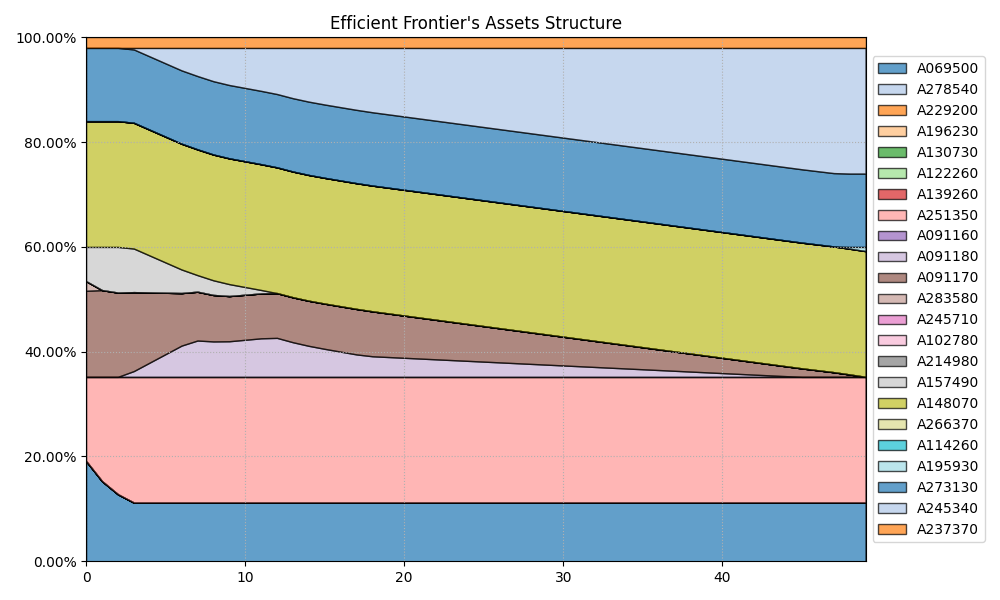 Efficient Frontier's Assets Structure
100.00%
80.00%
60.00%
40.00%
20.00%
0.00%
0
10
20
30
40
A069500
A278540
A229200
A196230
A130730
A122260
A139260
A251350
A091160
A091180
A091170
A283580
A245710
A102780
A214980
A157490
A148070
A266370
A114260
A195930
A273130
A245340
A237370